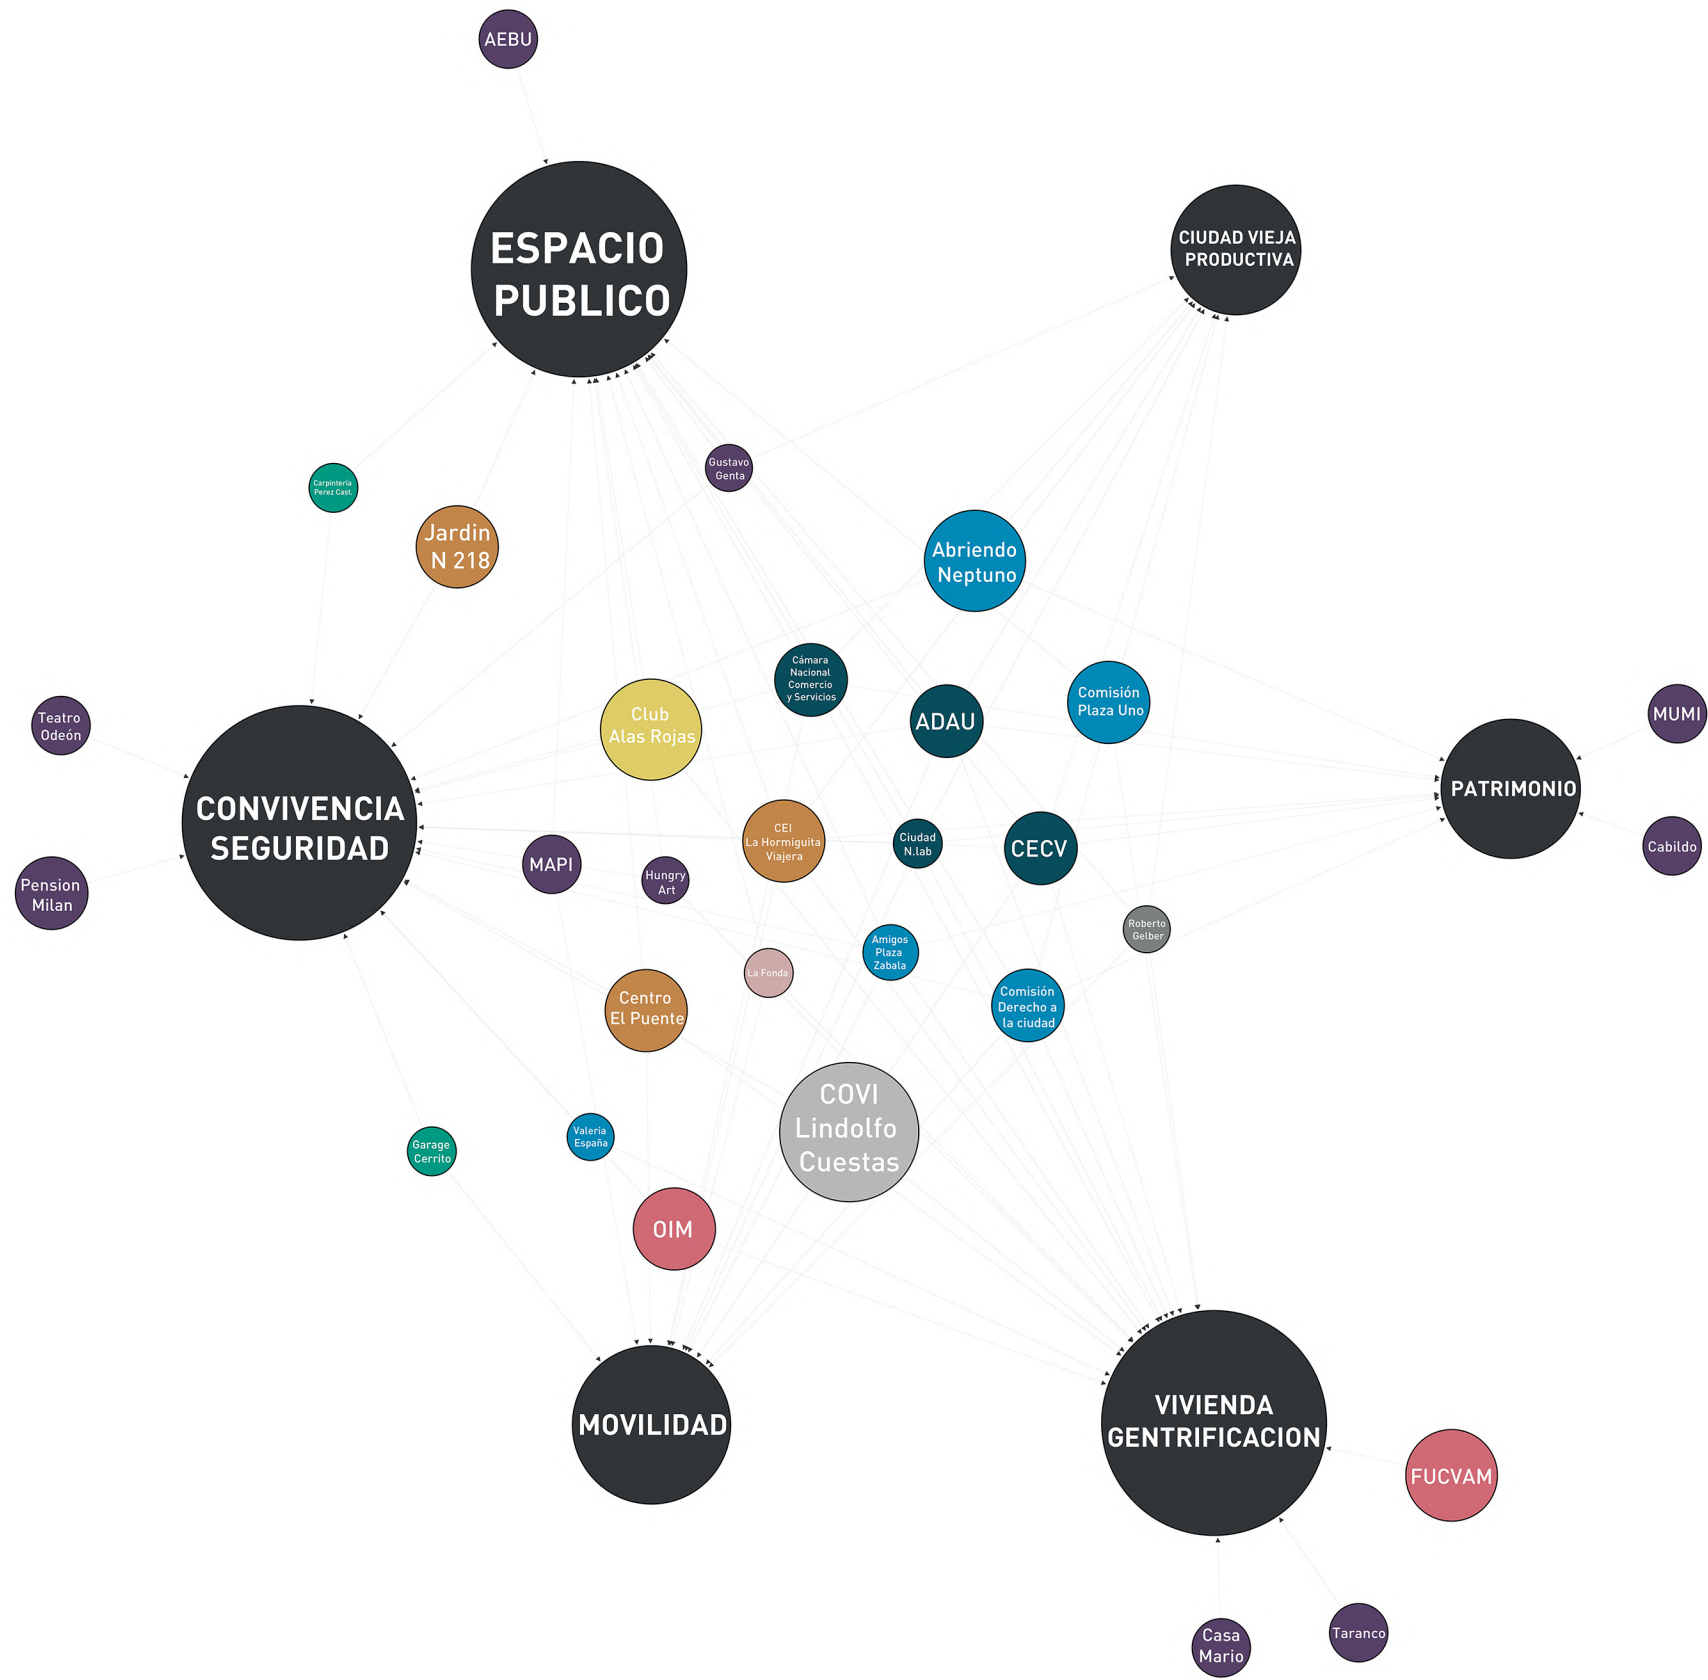 AEBU
ESPACIO
PUBLICO
CIUDAD VIEJA
PRODUCTIVA
Gustavo
Genta
Carpintería
Perez Cast.
Jardin
N 218
Abriendo
Neptuno
Cámara
Nacional
Comercio
y Servicios
Club
Alas Rojas
ADAU
Comisión
Plaza Uno
Teatro
Odeón
MUMI
CONVIVENCIA
SEGURIDAD
PATRIMONIO
CEI
La Hormiguita
Viajera
Ciudad
N.lab
CECV
Cabildo
MAPI
Hungry
Art
Pension
Milan
Roberto
Gelber
Amigos
Plaza
Zabala
La Fonda
Centro
El Puente
Comisión
Derecho a
la ciudad
COVI
Lindolfo
Cuestas
Garage
Cerrito
Valeria
España
OIM
MOVILIDAD
VIVIENDA
GENTRIFICACION
FUCVAM
Casa
Mario
Taranco